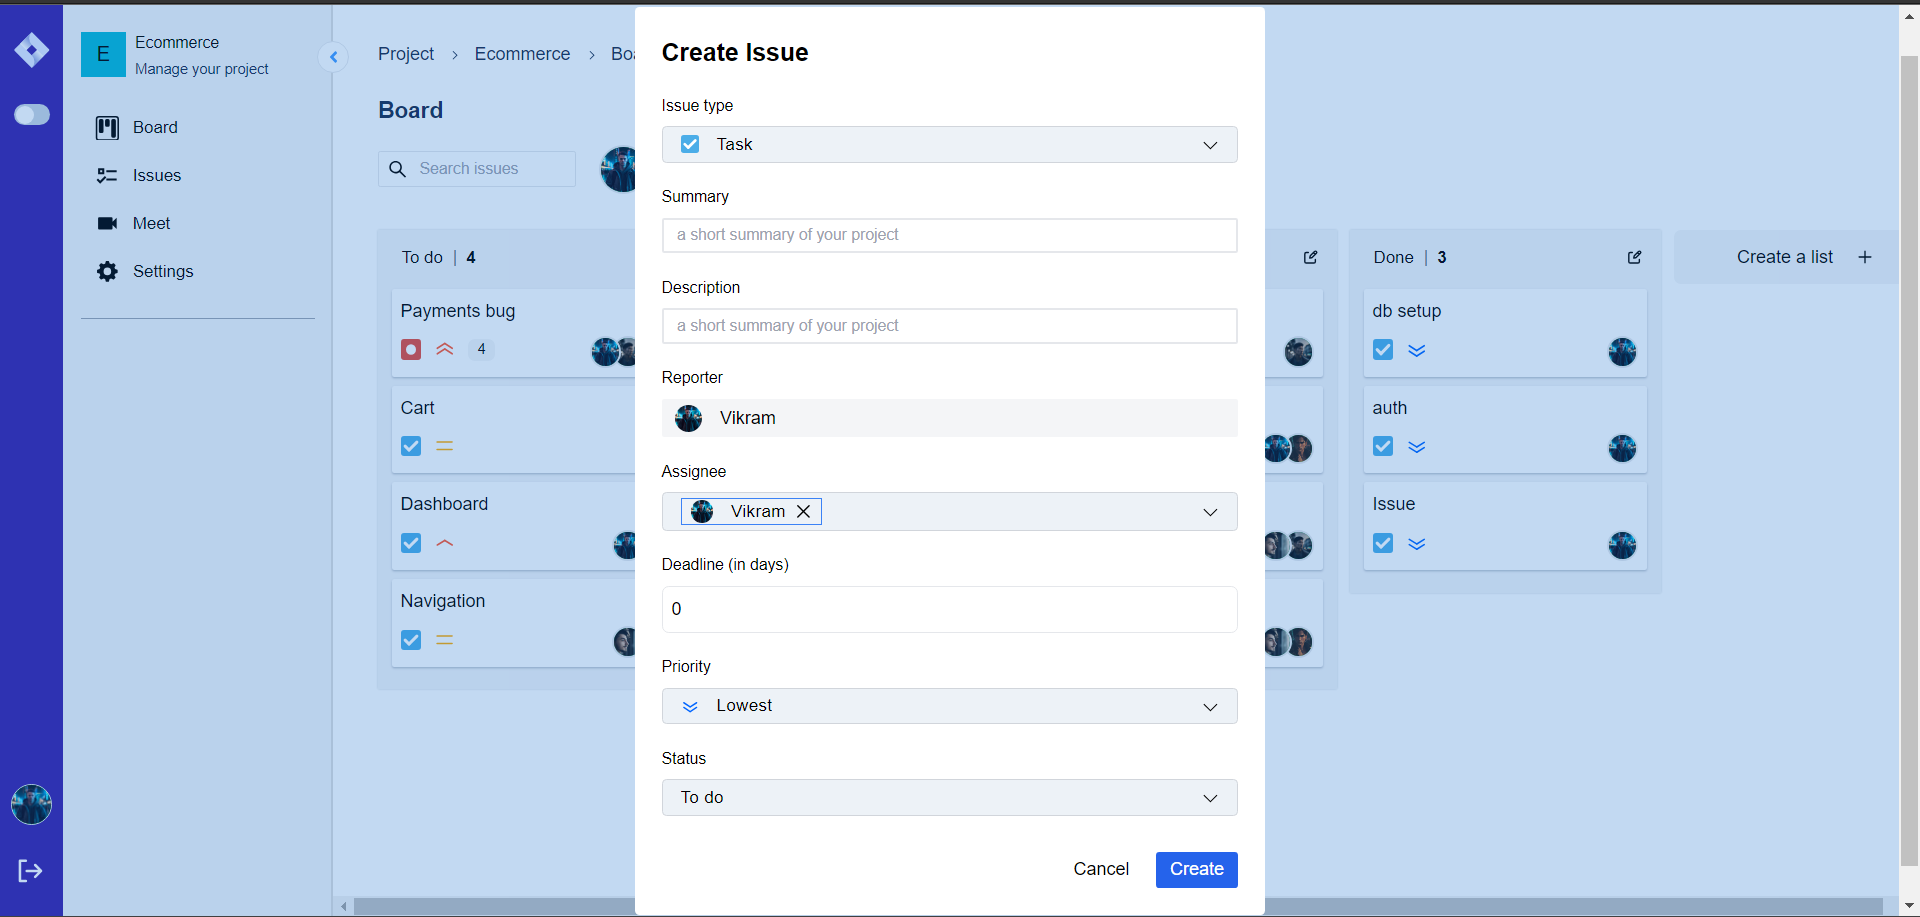 E
Ecommerce
Manage your project
Board
Issues
Meet
Settings
Project > Ecommerce >
Board
Search issues
To do | 4
Payments bug
4
Cart
Dashboard
Navigation
Create Issue
Issue type
Task
Summary
a short summary of your project
Description
a short summary of your project
Reporter
Vikram
Assignee
Vikram
Deadline (in days)
0
Priority
Lowest
Status
To do
Cancel
Create
Done | 3
db setup
auth
Issue
Create a list +